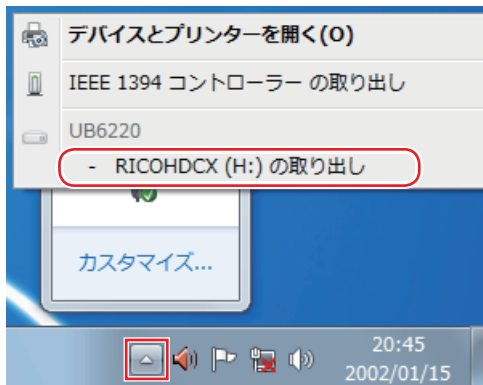 デバイスとプリンターを開く(O)
IEEE 1394 コントローラー の取り出し
UB6220
- RICOHDCX (H:) の取り出し
カスタマイズ...
20:45
2002/01/15